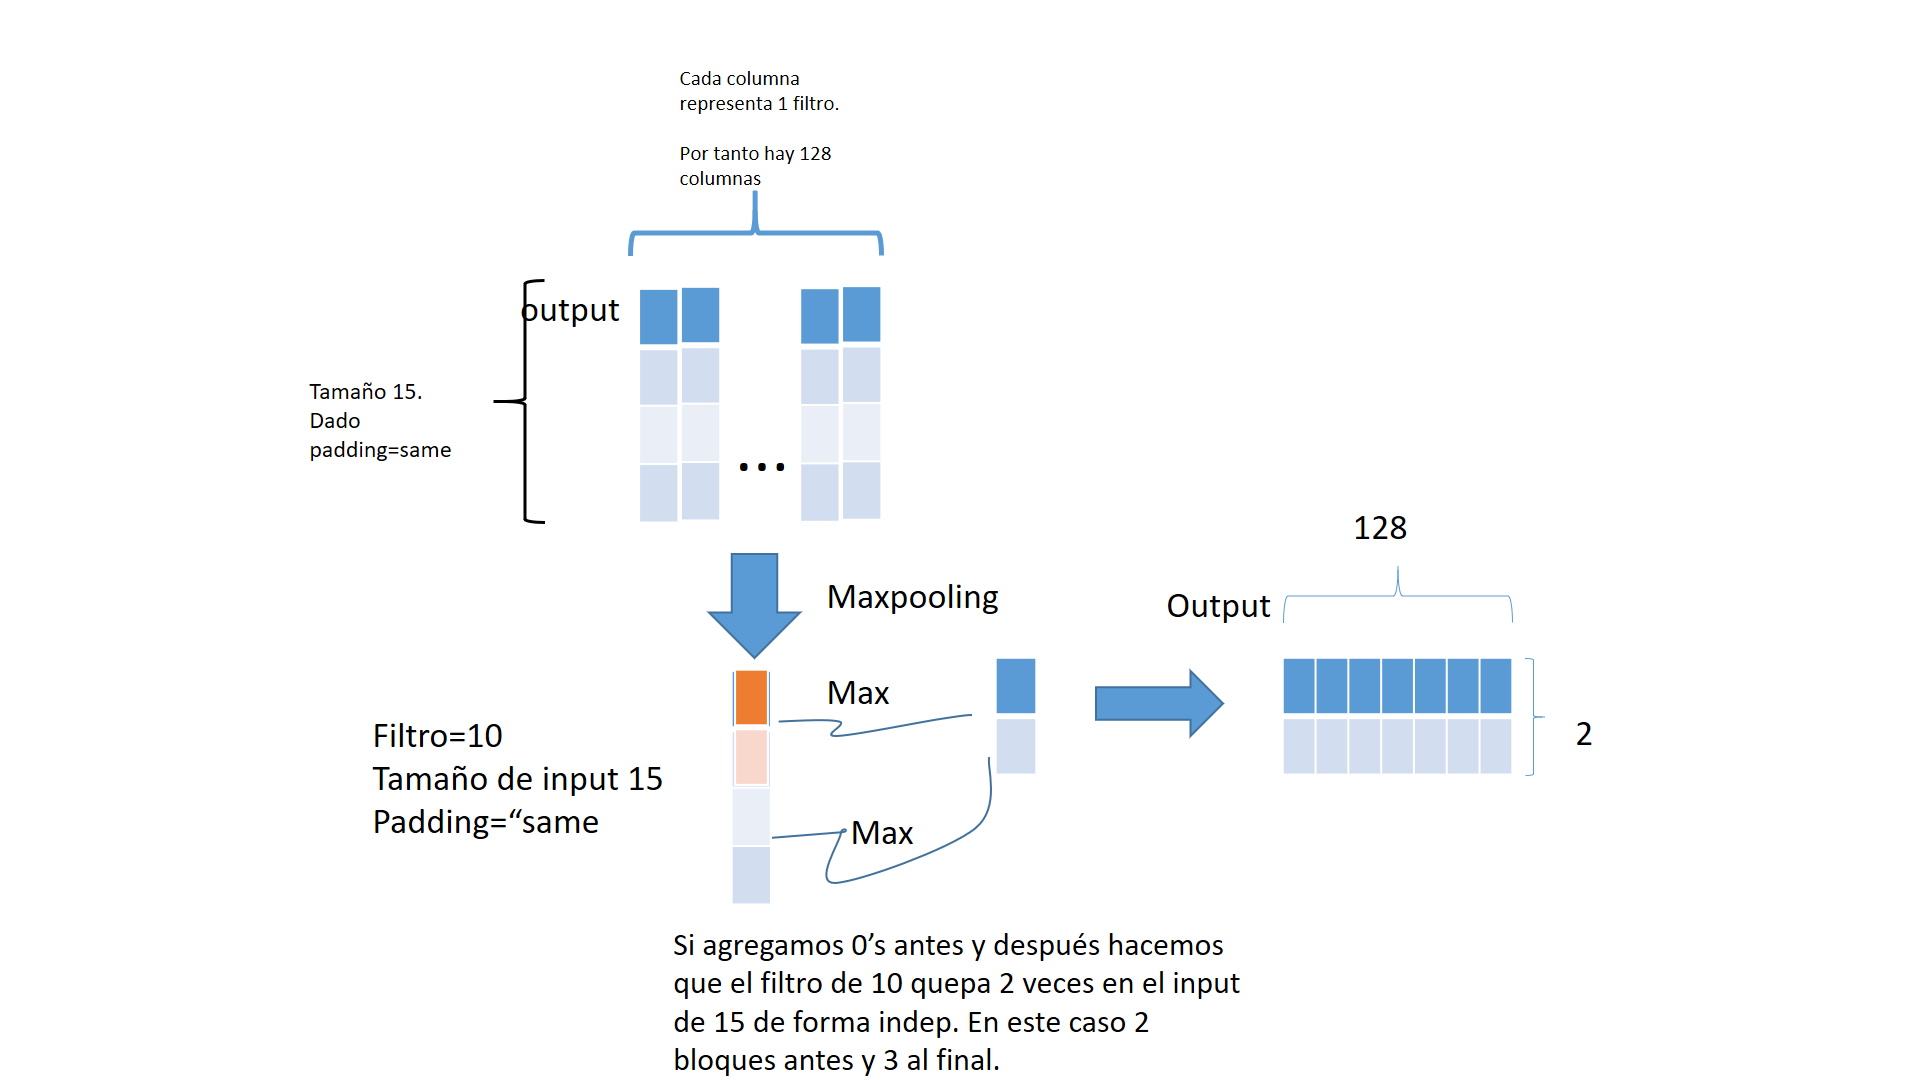 Cada columna
representa 1 filtro.
Por tanto hay 128
columnas
output
Tamaño 15.
Dado
padding=same
...
128
Maxpooling
Output
Max
Filtro=10
Tamaño de input 15
Padding=“same
2
Max
Si agregamos 0’s antes y después hacemos
que el filtro de 10 quepa 2 veces en el input
de 15 de forma indep. En este caso 2
bloques antes y 3 al final.